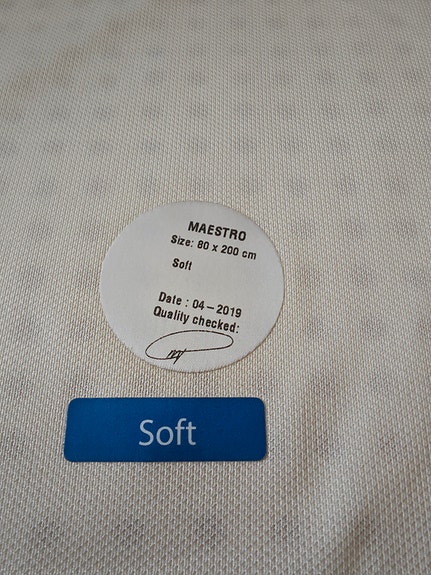 MAESTRO
Size: 80 x 200 cm
Soft
Date : 04-2019
Quality checked:
Soft